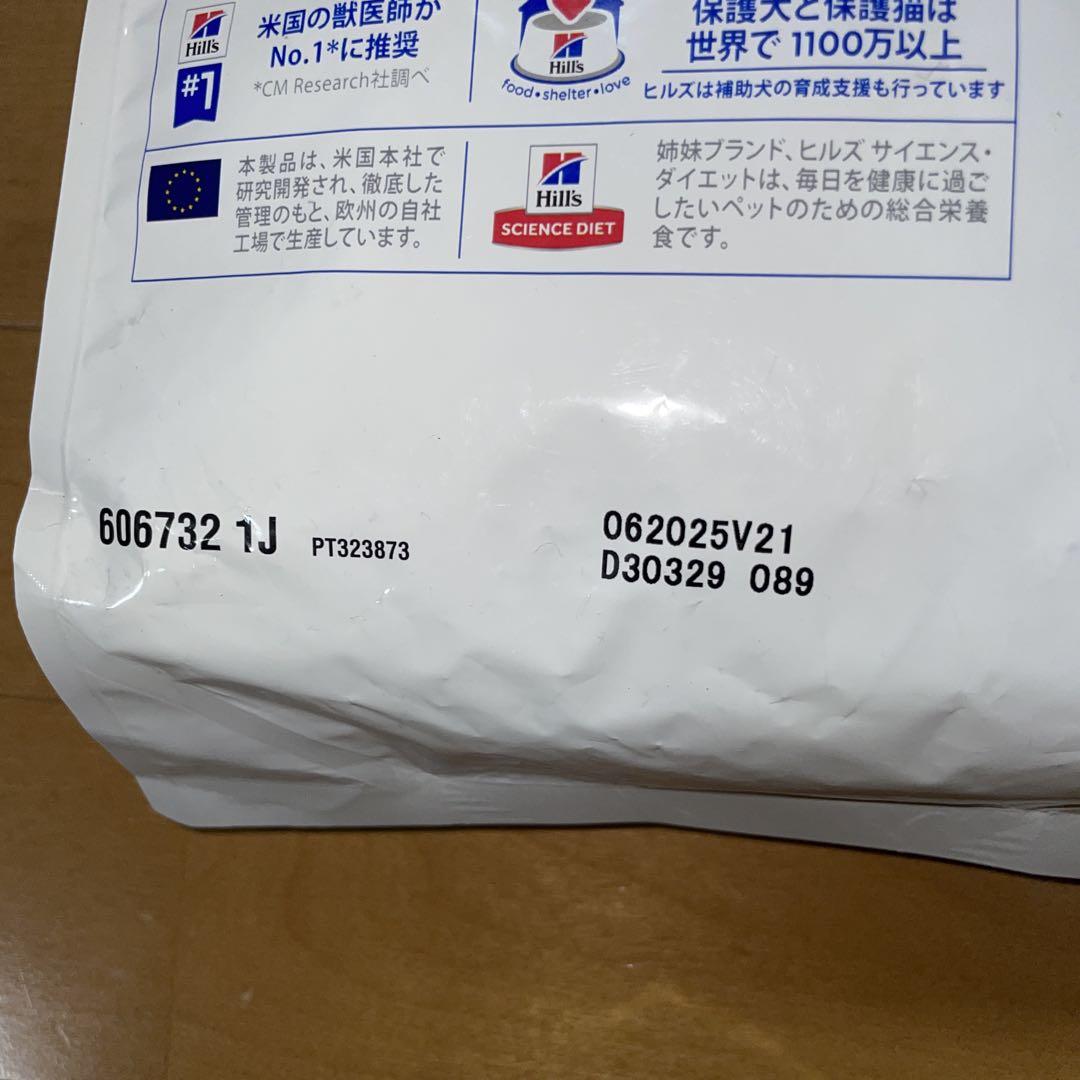 Hill's
#1
米国の獣医師が
No.1*に推奨
*CM Research社調べ
Hill's
food・shelter・love
保護犬と保護猫は
世界で 1100万以上
ヒルズは補助犬の育成支援も行っています
本製品は、米国本社で
研究開発され、徹底した
管理のもと、欧州の自社
工場で生産しています。
Hill's
SCIENCE DIET
姉妹ブランド、ヒルズ サイエンス・
ダイエットは、毎日を健康に過ご
したいペットのための総合栄養
食です。
606732 1J PT323873
062025V21
D30329 089